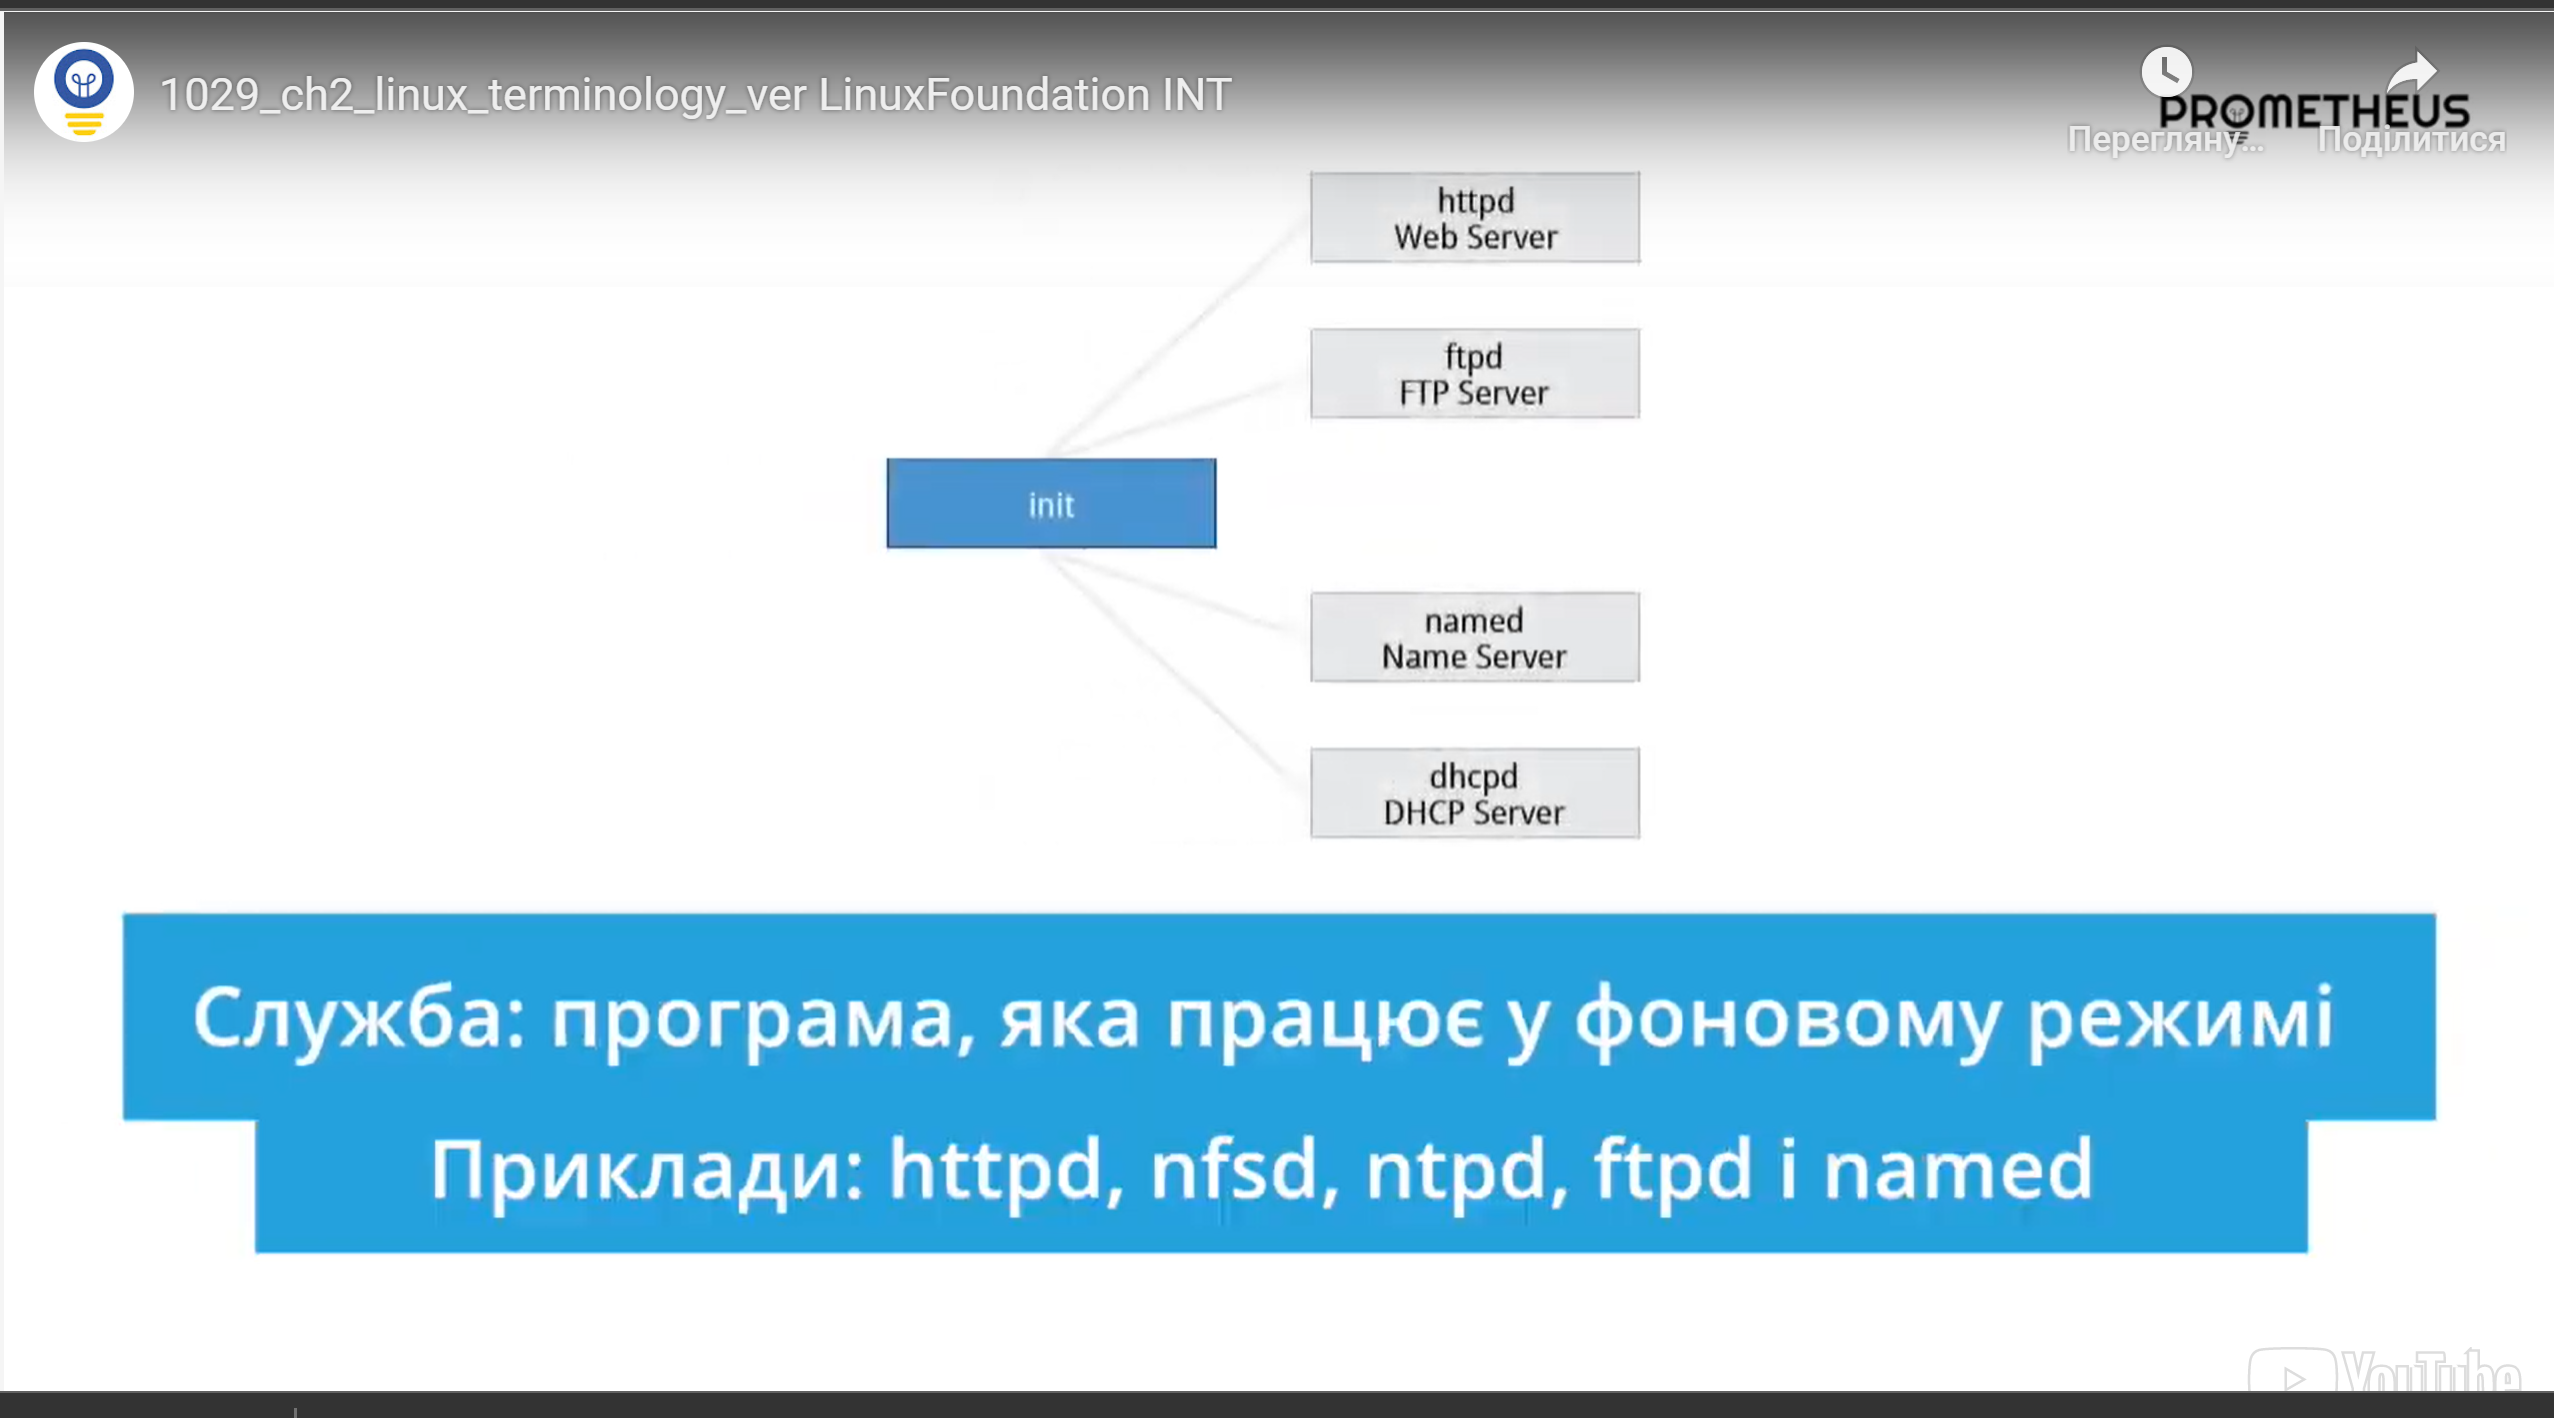 1029_ch2_linux_terminology_ver LinuxFoundation INT
PROMETHEUS
Перегляну...
Поділитися
httpd
Web Server
ftpd
FTP Server
init
named
Name Server
dhcpd
DHCP Server
Служба: програма, яка працює у фоновому режимі
Приклади: httpd, nfsd, ntpd, ftpd і named
YouTube